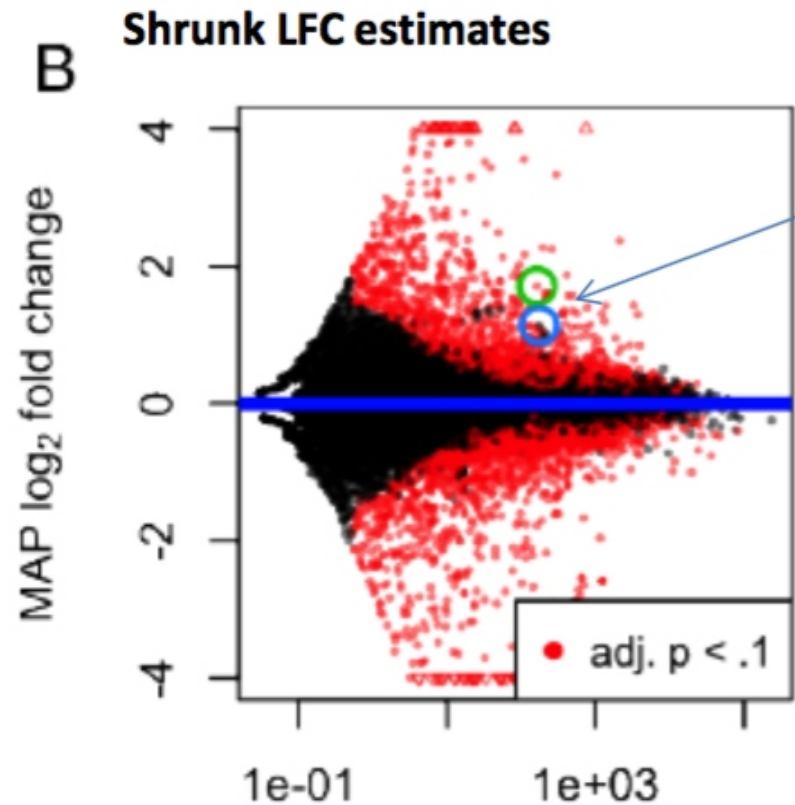 Shrunk LFC estimates
B
MAP log₂ fold change
4
2
0
-2
-4
adj. p < .1
1e-01
1e+03